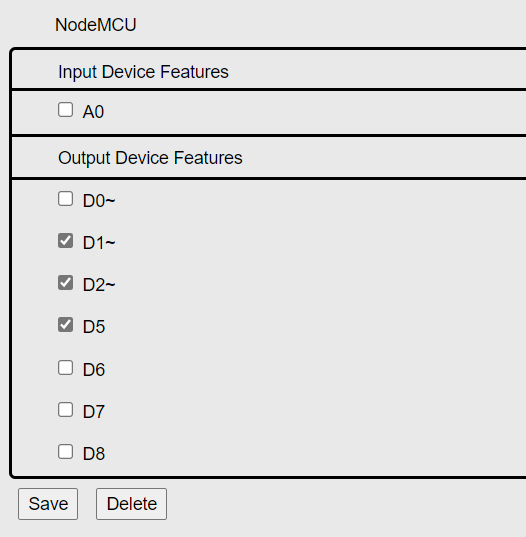 NodeMCU
Input Device Features
A0
Output Device Features
D0~
D1~
D2~
D5
D6
D7
D8
Save Delete